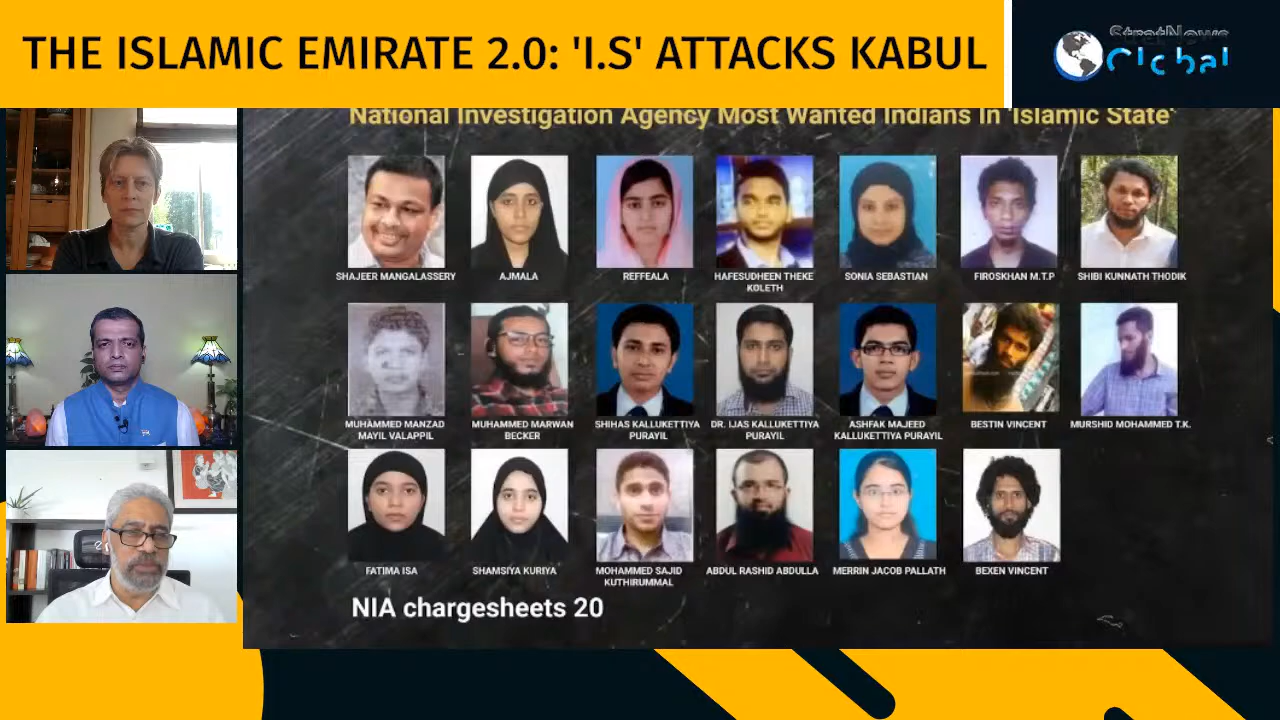 THE ISLAMIC EMIRATE 2.0: 'I.S' ATTACKS KABUL
StratNews
Glcbal
National Investigation Agency Most Wanted Indians In 'Islamic State'
SHAJEER MANGALASSERY
AJMALA
REFFEALA
HAFESUDHEEN THEKE
KOLETH
SONIA SEBASTIAN
FIROSKHAN M.T.P
SHIBI KUNNATH THODIK
MUHAMMED MANZAD
MAYIL VALAPPIL
MUHAMMED MARWAN
BECKER
SHIHAS KALLUKETTIYA
PURAYIL
DR. IJAS KALLUKETTIYA
PURAYIL
ASHFAK MAJEED
KALLUKETTIYA PURAYIL
BESTIN VINCENT
MURSHID MOHAMMED T.K.
FATIMA ISA
SHAMSIYA KURIYA
MOHAMMED SAJID
KUTHIRUMMAL
ABDUL RASHID ABDULLA
MERRIN JACOB PALLATH
BEXEN VINCENT
NIA chargesheets 20